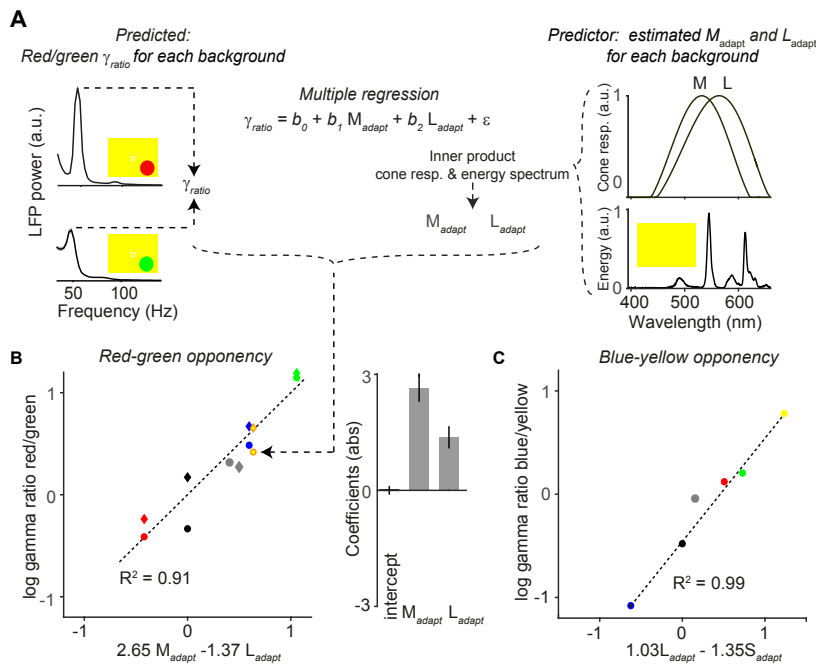 A
Predicted:
Red/green γratio for each background
Predictor: estimated Madapt and Ladapt
for each background
Multiple regression
γratio = b0 + b1 Madapt + b2 Ladapt + ε
Inner product
cone resp. & energy spectrum
Madapt Ladapt
LFP power (a.u.)
γratio
50 100
Frequency (Hz)
M L
Cone resp. (a.u.)
1
0
Energy (a.u.)
1
0
400 500 600
Wavelength (nm)
B
Red-green opponency
log gamma ratio red/green
1
0
-1
R² = 0.91
-1 0 1
2.65 Madapt -1.37 Ladapt
Coefficients (abs)
3
0
-3
intercept
Madapt Ladapt
C
Blue-yellow opponency
log gamma ratio blue/yellow
1
0
-1
R² = 0.99
-1 0 1
1.03Ladapt - 1.35Sadapt